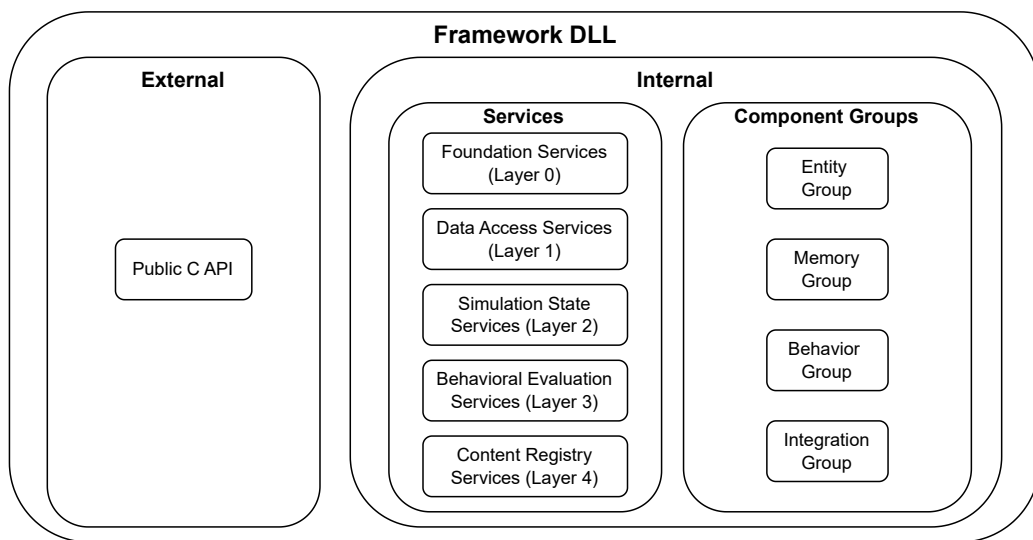 Framework DLL
External
Public C API
Internal
Services
Foundation Services
(Layer 0)
Data Access Services
(Layer 1)
Simulation State
Services (Layer 2)
Behavioral Evaluation
Services (Layer 3)
Content Registry
Services (Layer 4)
Component Groups
Entity
Group
Memory
Group
Behavior
Group
Integration
Group